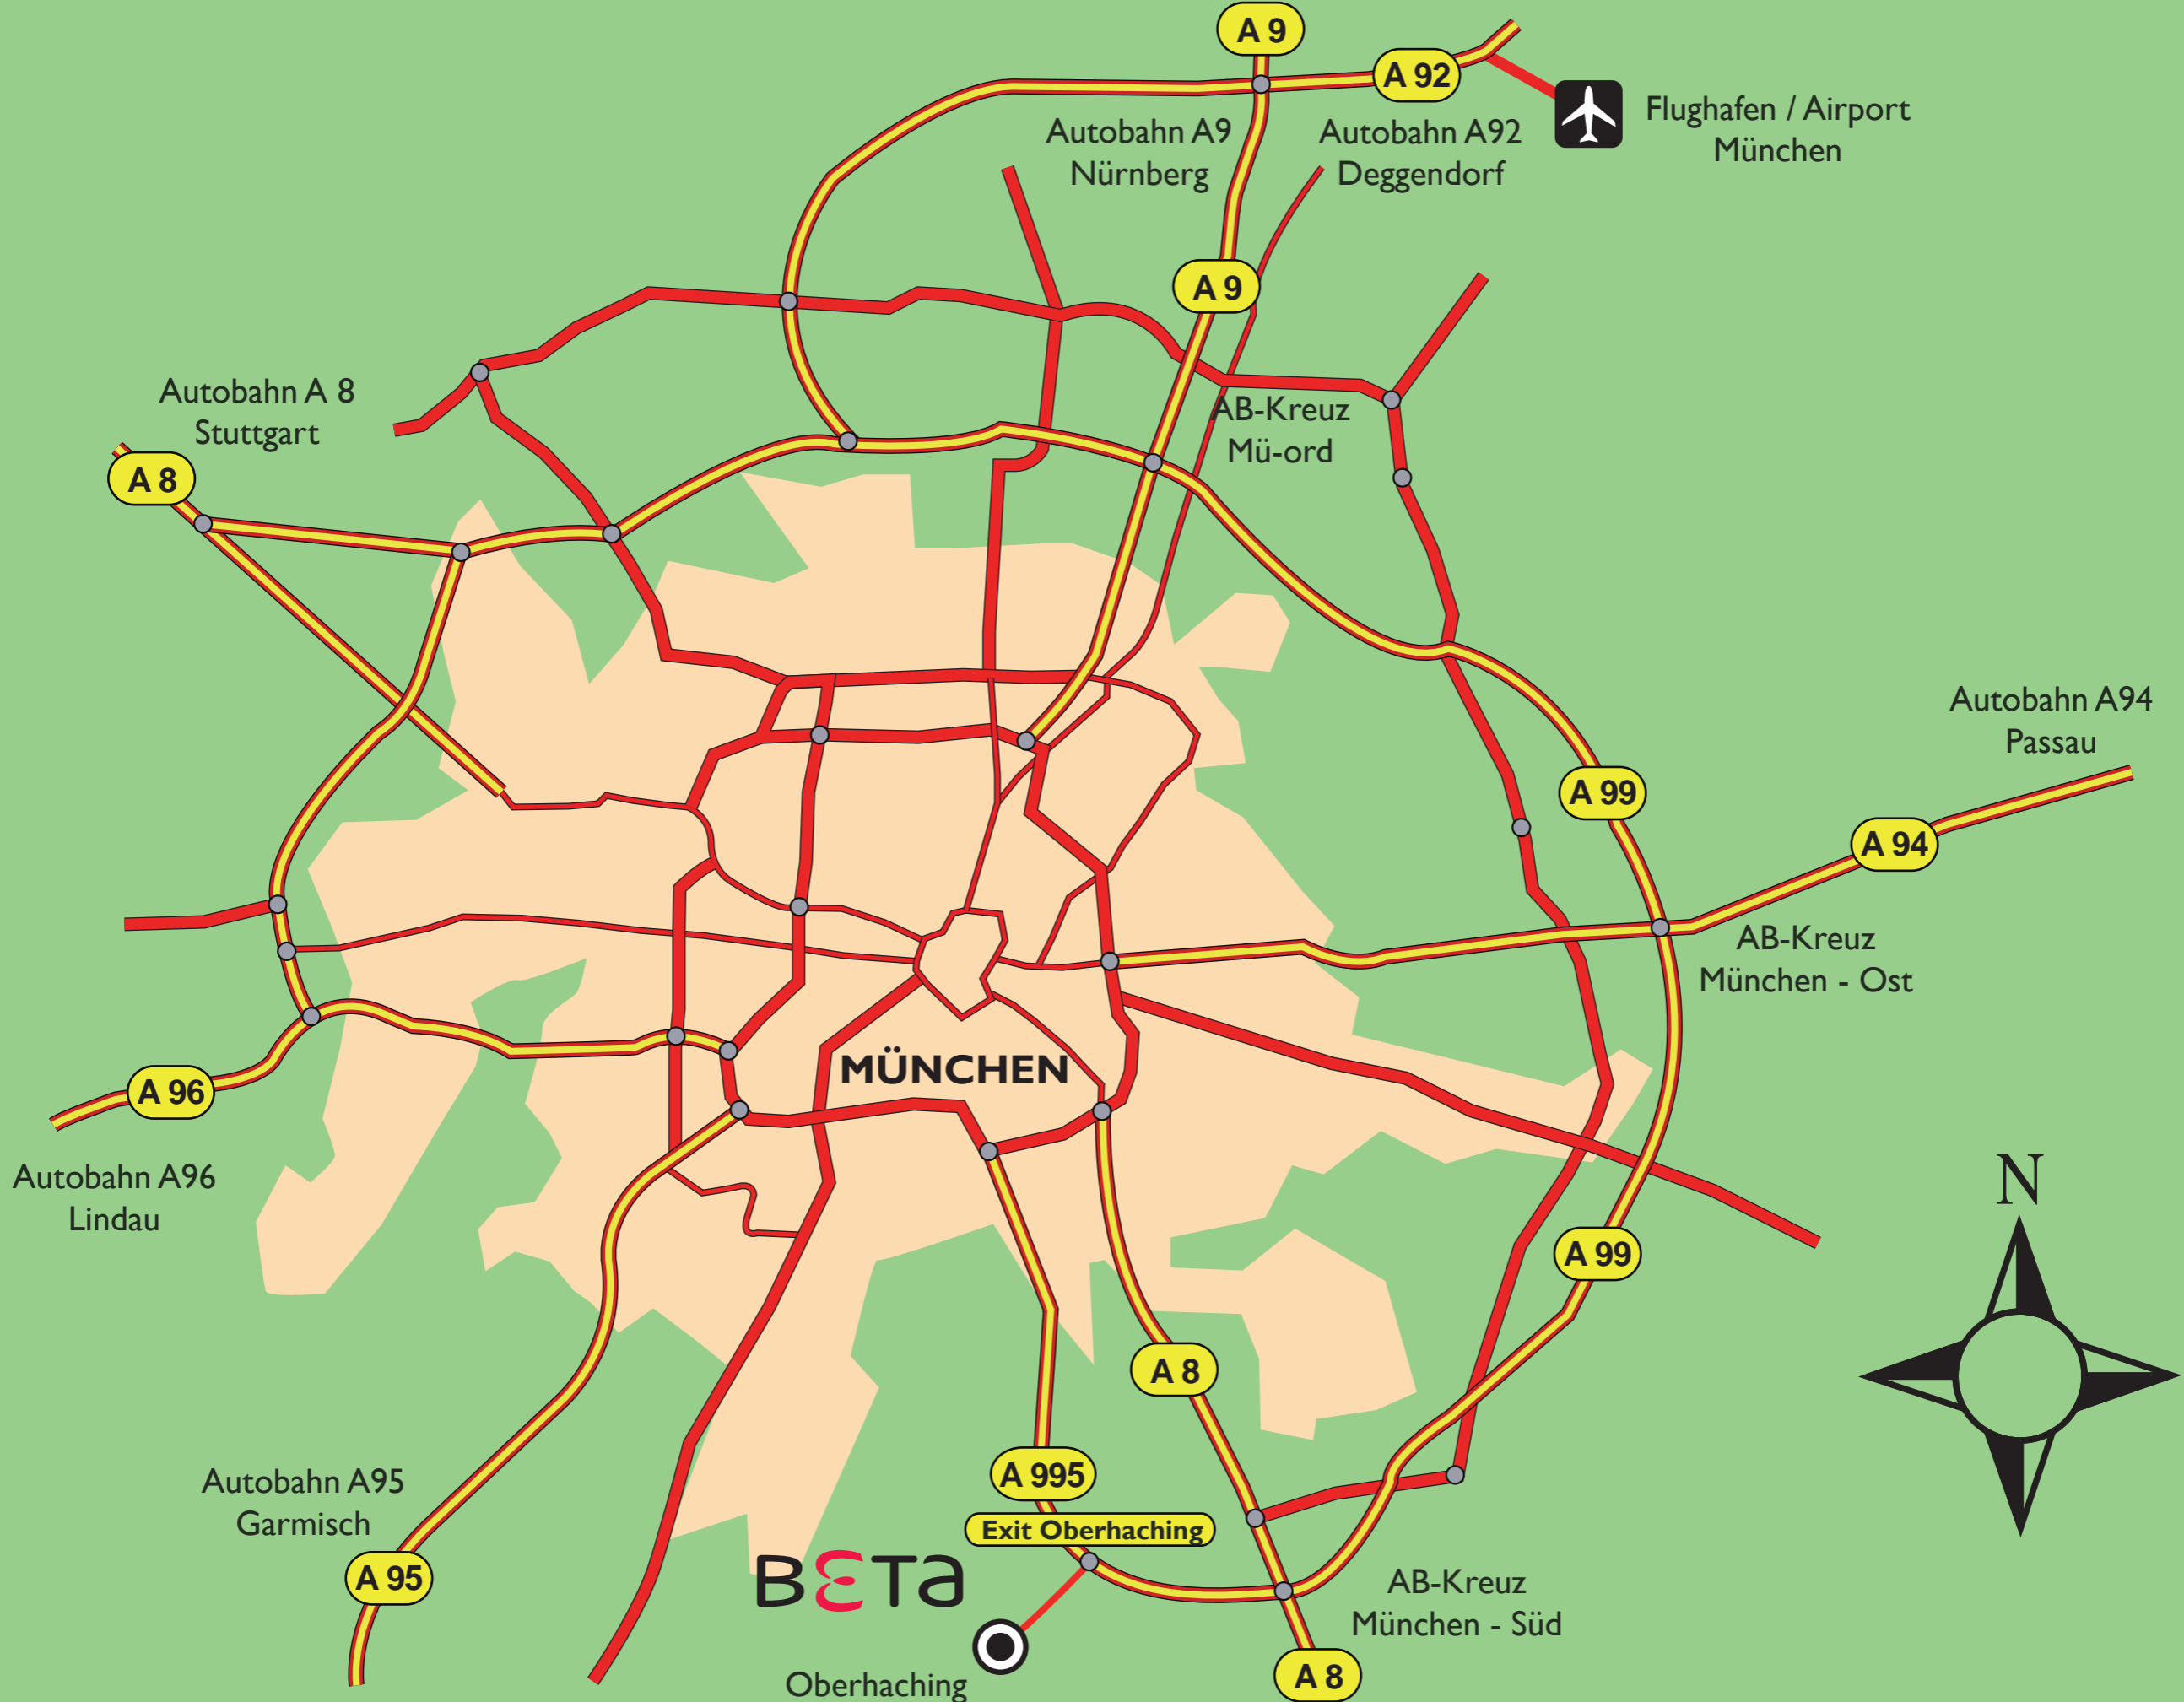 A 9
A 92
Flughafen / Airport
München
Autobahn A9
Nürnberg
Autobahn A92
Deggendorf
A 9
Autobahn A 8
Stuttgart
AB-Kreuz
Mü-ord
A 8
Autobahn A94
Passau
A 99
A 94
AB-Kreuz
München - Ost
MÜNCHEN
A 96
Autobahn A96
Lindau
N
A 99
A 8
A 995
Exit Oberhaching
Autobahn A95
Garmisch
A 95
BETa
AB-Kreuz
München - Süd
Oberhaching
A 8